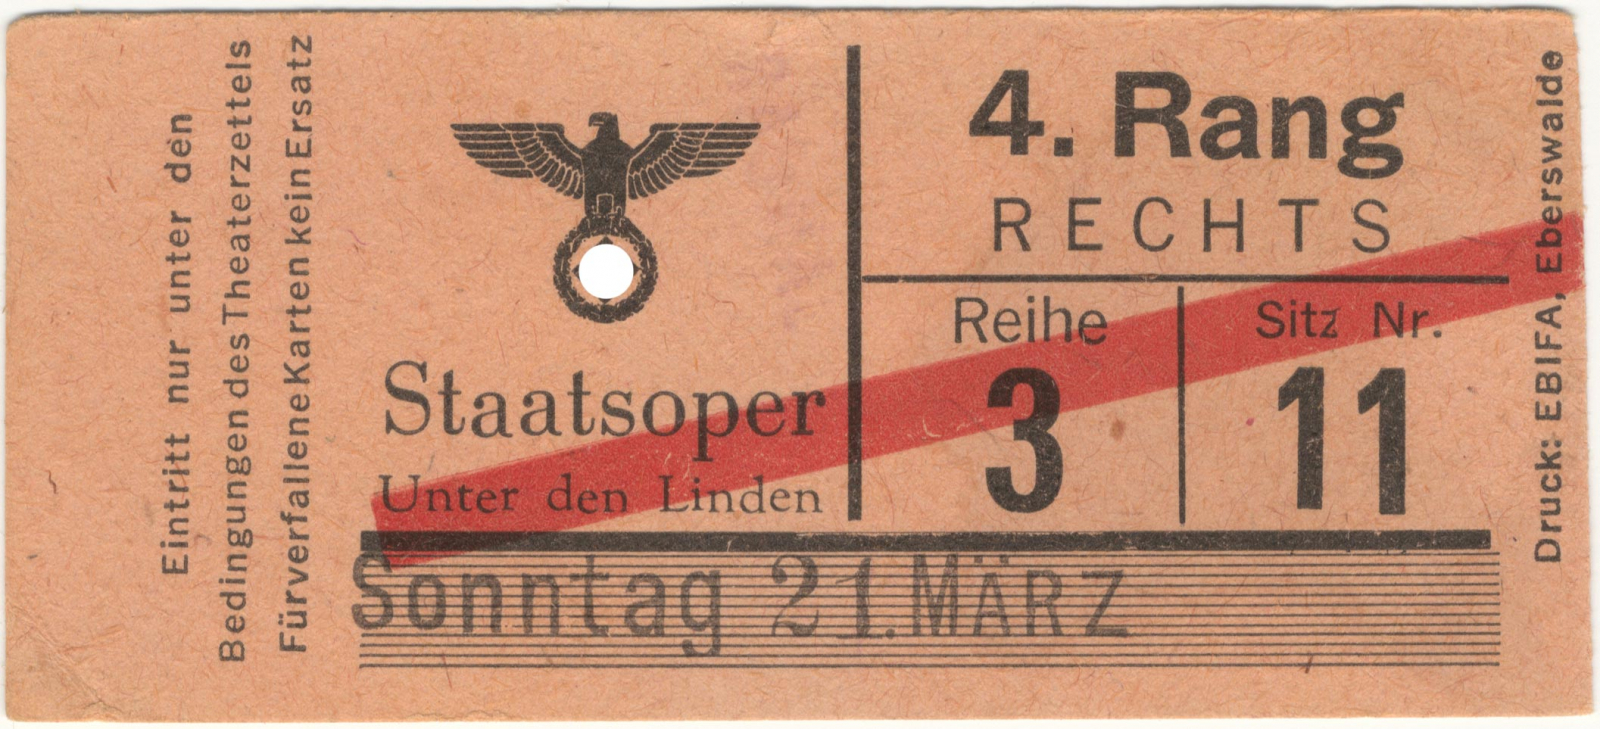 Eintritt nur unter den
Bedingungen des Theaterzettels
Für verfallene Karten kein Ersatz
Staatsoper
Unter den Linden
4. Rang
RECHTS
Reihe
3
Sitz Nr.
11
Sonntag 21. MÄRZ
Druck: EBIFA, Eberswalde